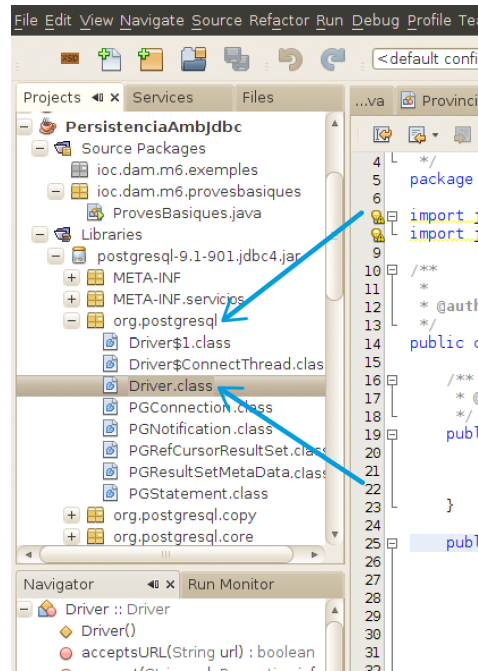 File Edit View Navigate Source Refactor Run Debug Profile Tea
<default confi
Projects Services Files
PersistenciaAmbJdbc
Source Packages
ioc.dam.m6.exemples
ioc.dam.m6.provesbasiques
ProvesBasiques.java
Libraries
postgresql-9.1-901.jdbc4.jar
META-INF
META-INF.servicios
org.postgresql
Driver$1.class
Driver$ConnectThread.clas
Driver.class
PGConnection.class
PGNotification.class
PGRefCursorResultSet.class
PGResultSetMetaData.class
PGStatement.class
org.postgresql.copy
org.postgresql.core
Navigator Run Monitor
Driver :: Driver
Driver()
acceptsURL(String url) : boolean
...va Provinci
4 */
5 package
6
import j
import j
9
10 /**
11 *
12 * @auth
13 */
14 public c
15
16 /**
17 * @
18 */
19 publ
20
21
22
23 }
24
25 publ
26
27
28
29
30
31
32